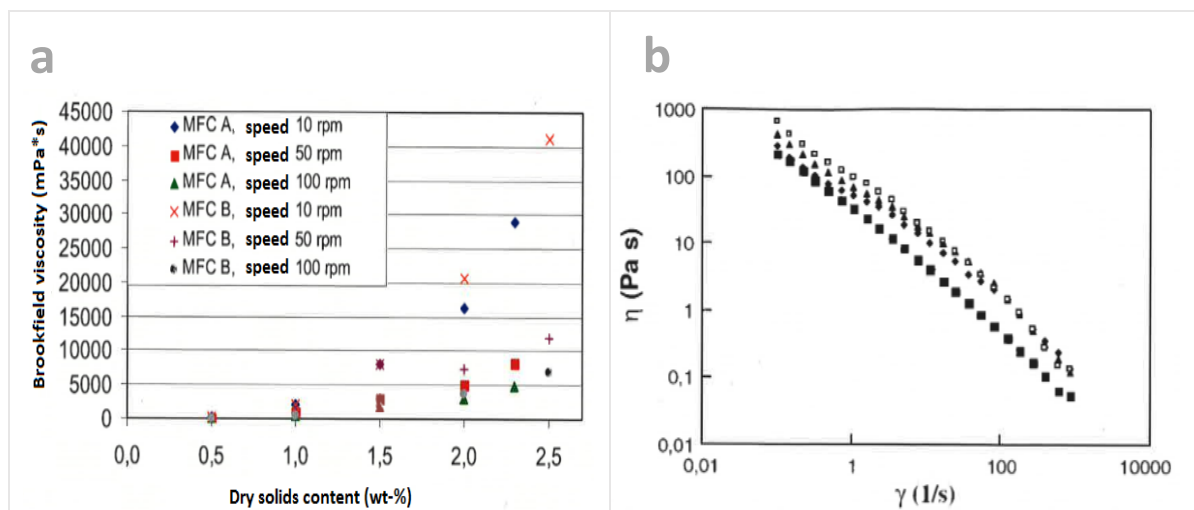 a
45000
40000
35000
30000
25000
20000
15000
10000
5000
0
Brookfield viscosity (mPa*s)
MFC A, speed 10 rpm
MFC A, speed 50 rpm
MFC A, speed 100 rpm
MFC B, speed 10 rpm
MFC B, speed 50 rpm
MFC B, speed 100 rpm
0,0 0,5 1,0 1,5 2,0 2,5
Dry solids content (wt-%)
b
1000
100
10
1
0,1
0,01
η (Pa s)
0,01 1 100 10000
γ (1/s)